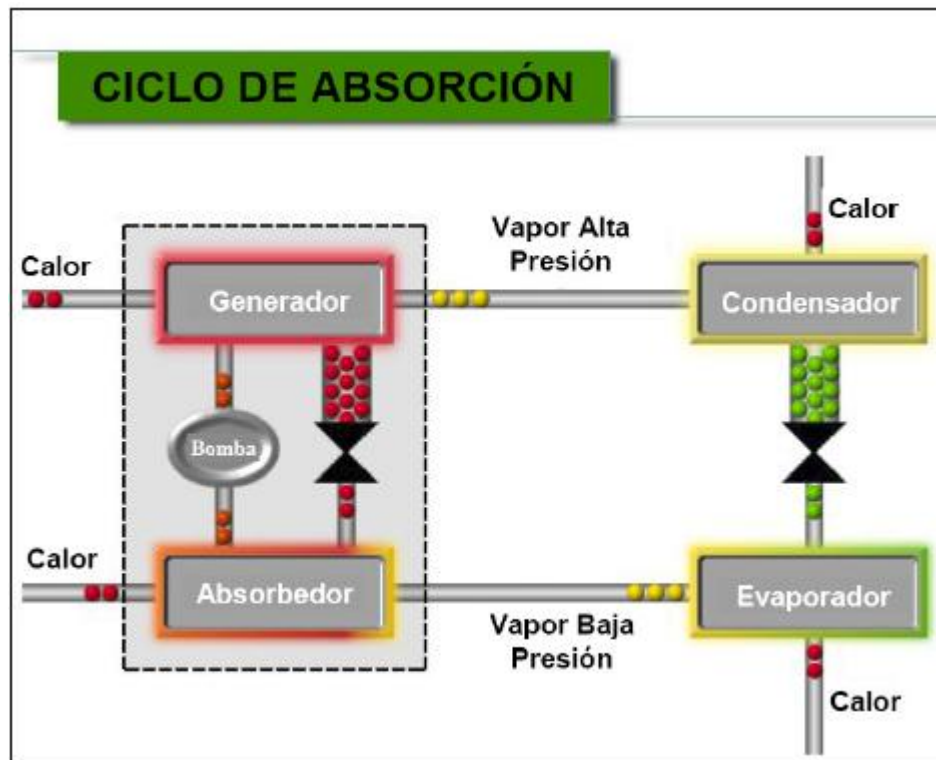 CICLO DE ABSORCIÓN
Calor
Vapor Alta
Presión
Calor
Generador
Condensador
Bomba
Calor
Absorbedor
Evaporador
Vapor Baja
Presión
Calor